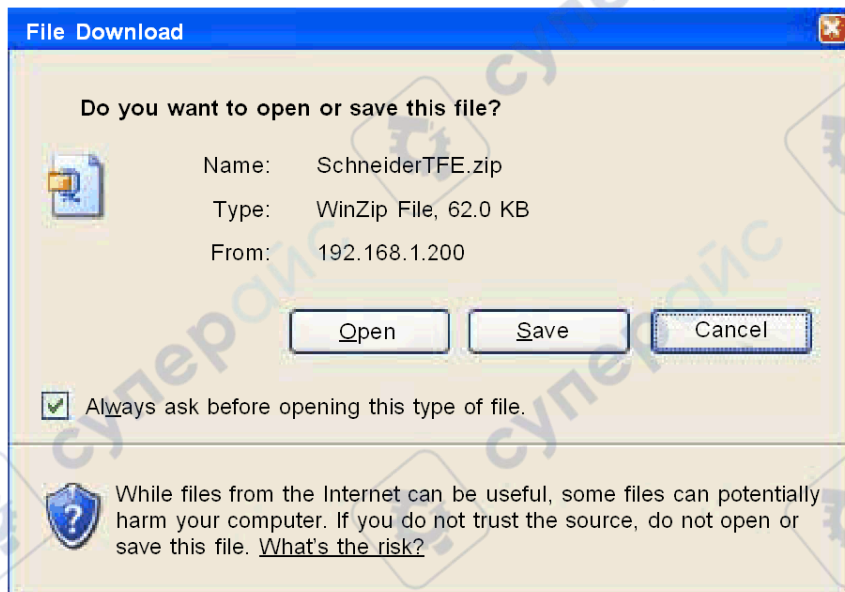 File Download
Do you want to open or save this file?
Name: SchneiderTFE.zip
Type: WinZip File, 62.0 KB
From: 192.168.1.200
Open Save Cancel
Always ask before opening this type of file.
While files from the Internet can be useful, some files can potentially
harm your computer. If you do not trust the source, do not open or
save this file. What's the risk?
суперайс
суперайс